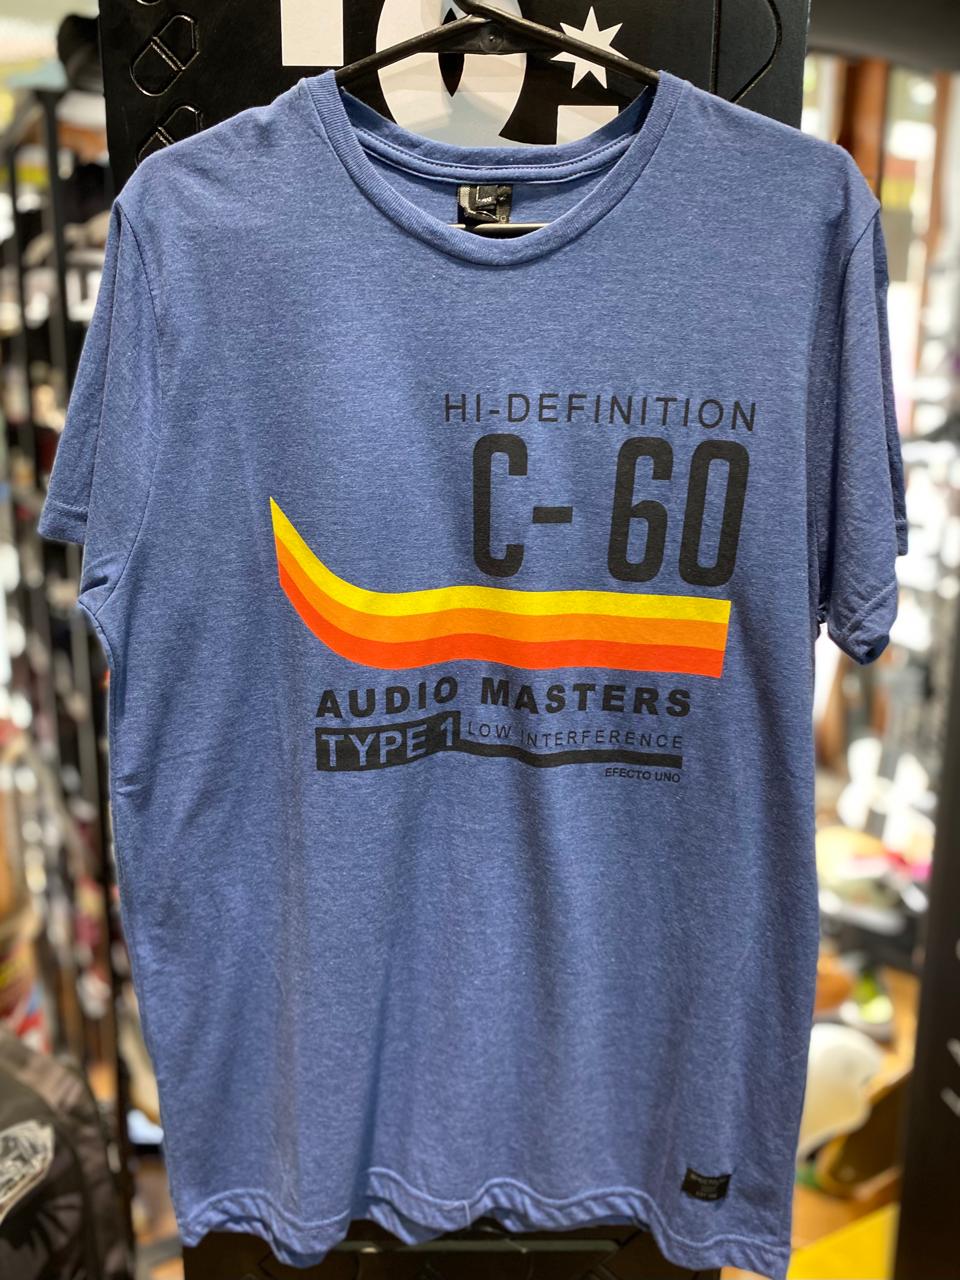 HI-DEFINITION
C-60
AUDIO MASTERS
TYPE 1 LOW INTERFERENCE
EFECTO UNO